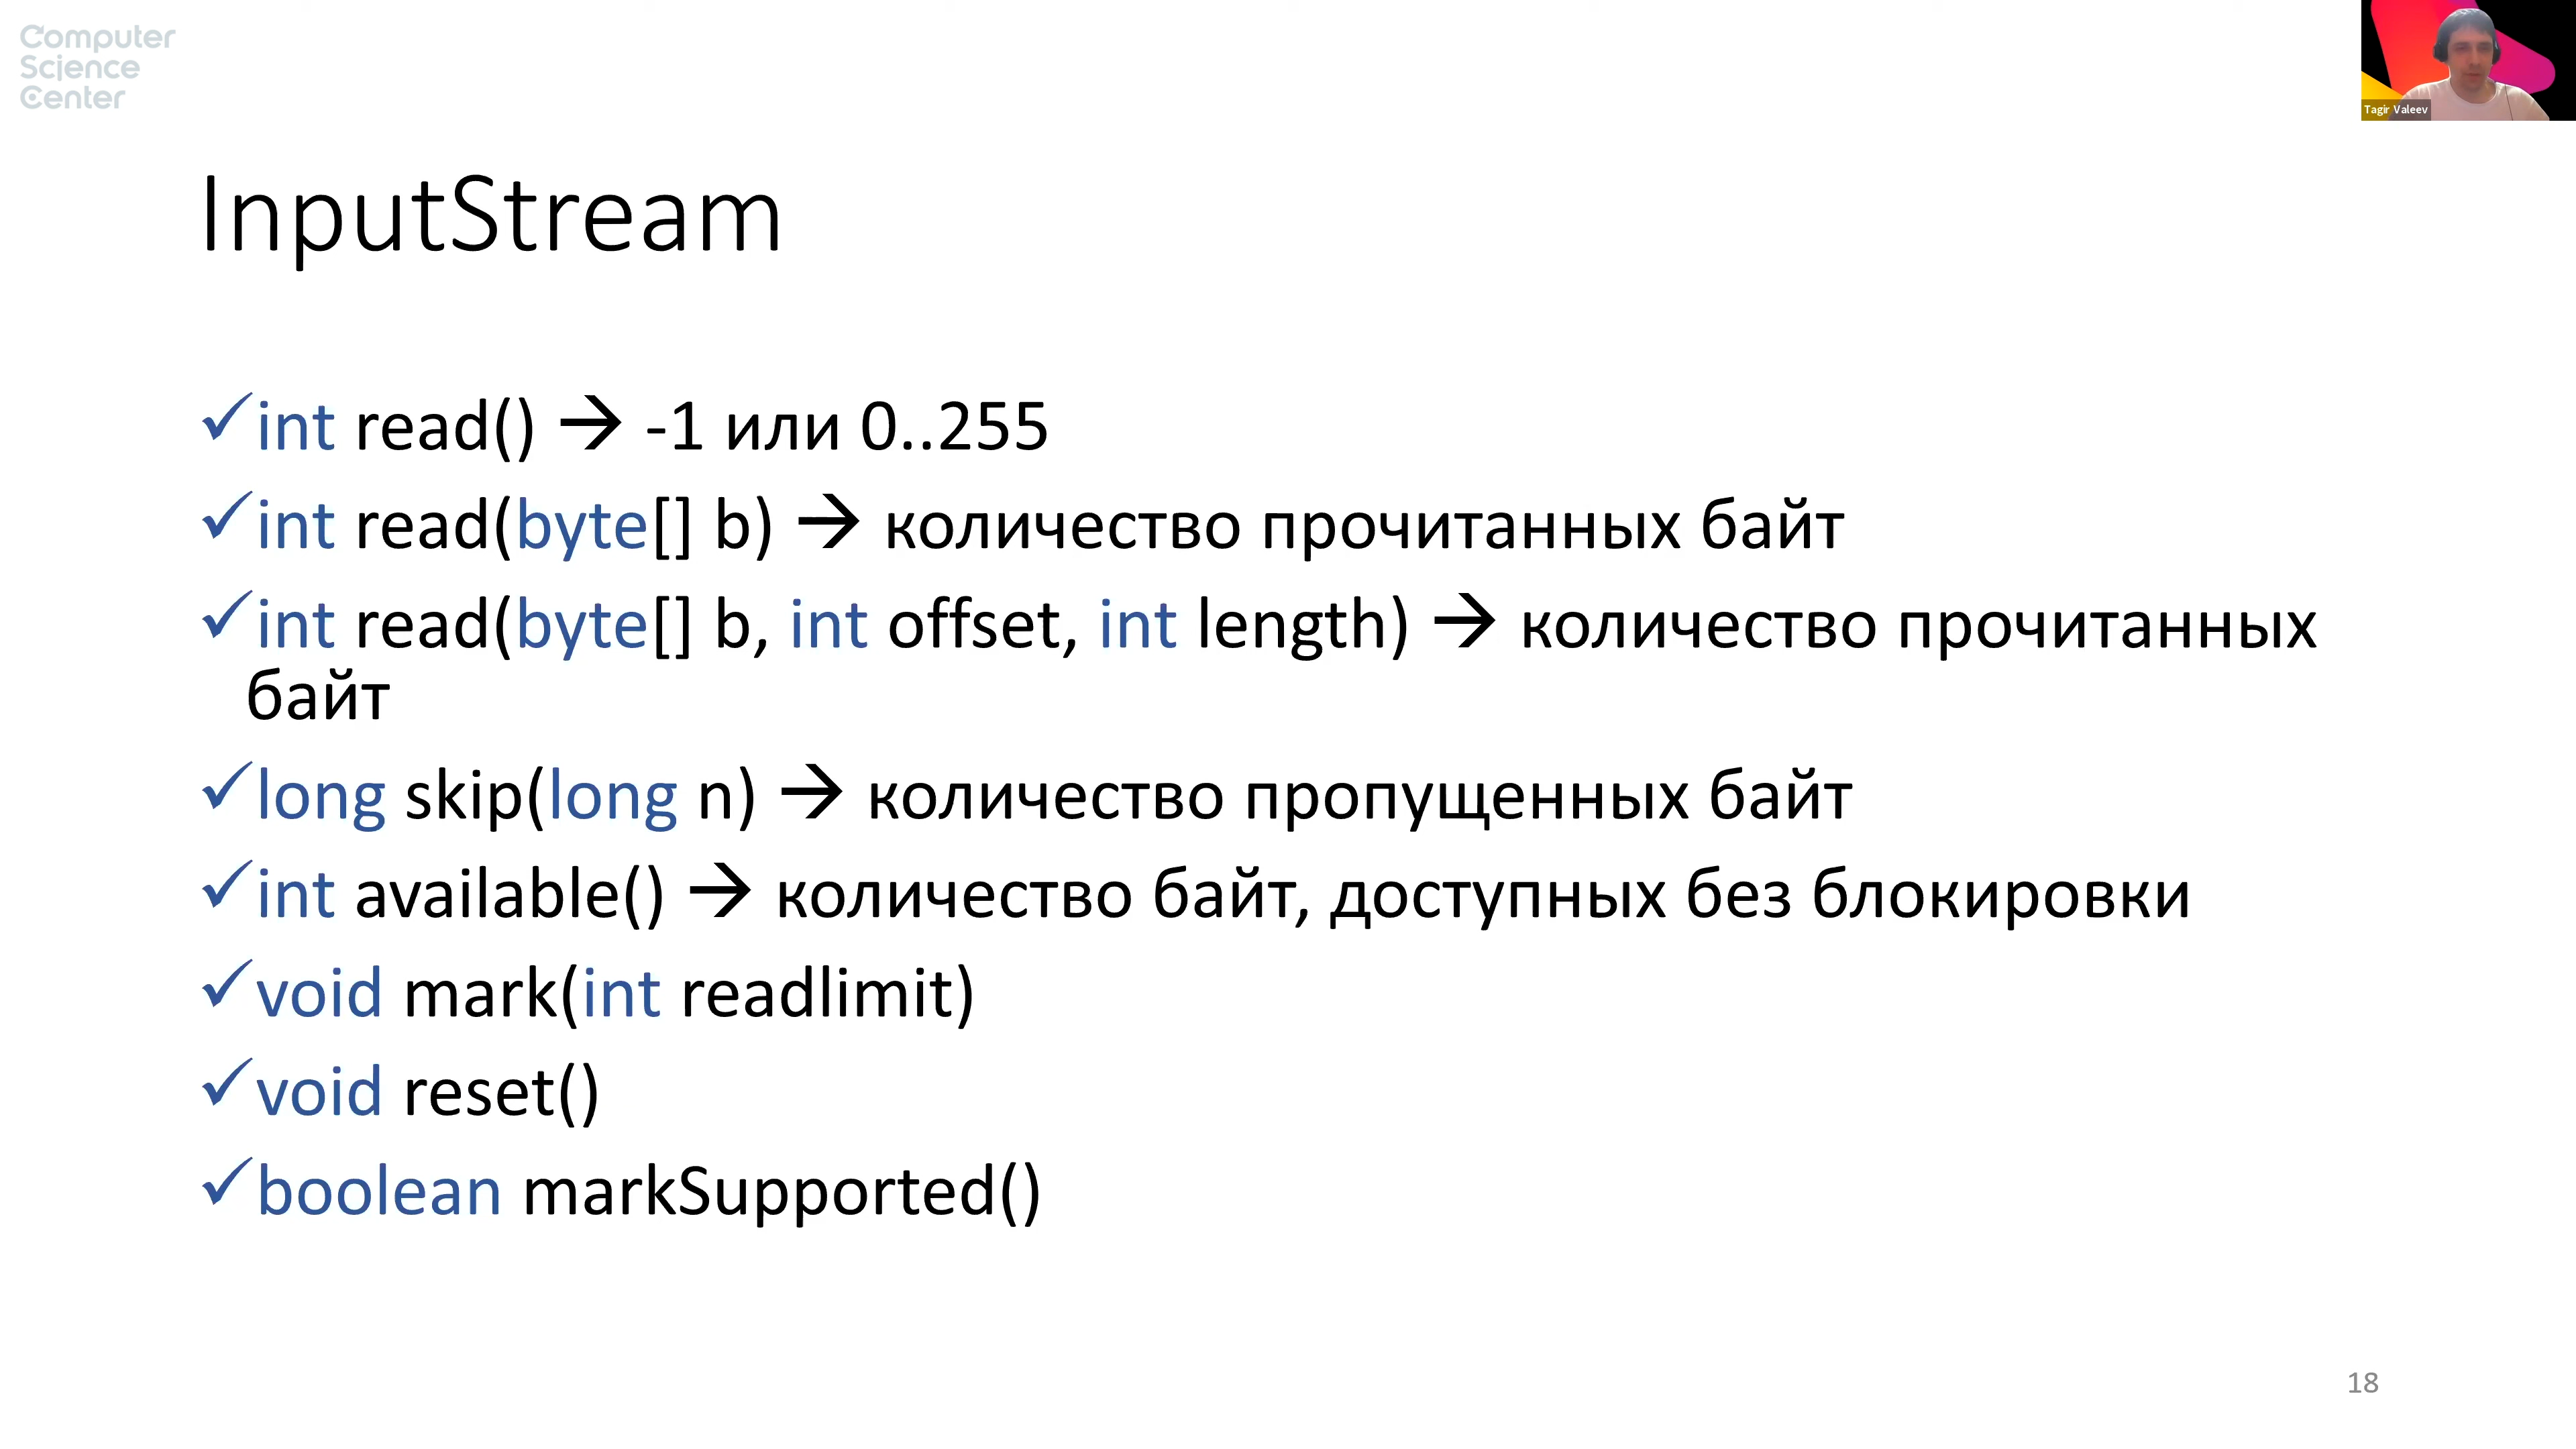 Computer
Science
Center
Tagir Valeev
InputStream
✓int read() → -1 или 0..255
✓int read(byte[] b) → количество прочитанных байт
✓int read(byte[] b, int offset, int length) → количество прочитанных
байт
✓long skip(long n) → количество пропущенных байт
✓int available() → количество байт, доступных без блокировки
✓void mark(int readlimit)
✓void reset()
✓boolean markSupported()
18